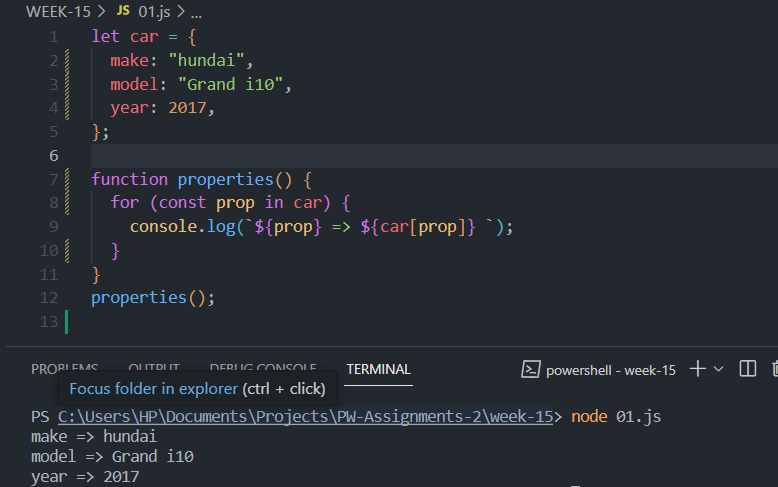 WEEK-15 > JS 01.js > ...
1 let car = {
2 make: "hundai",
3 model: "Grand i10",
4 year: 2017,
5 };
6
7 function properties() {
8 for (const prop in car) {
9 console.log(`${prop} => ${car[prop]} `);
10 }
11 }
12 properties();
13
PROBLEMS OUTPUT DEBUG CONSOLE TERMINAL powershell - week-15
Focus folder in explorer (ctrl + click)
PS C:\Users\HP\Documents\Projects\PW-Assignments-2\week-15> node 01.js
make => hundai
model => Grand i10
year => 2017